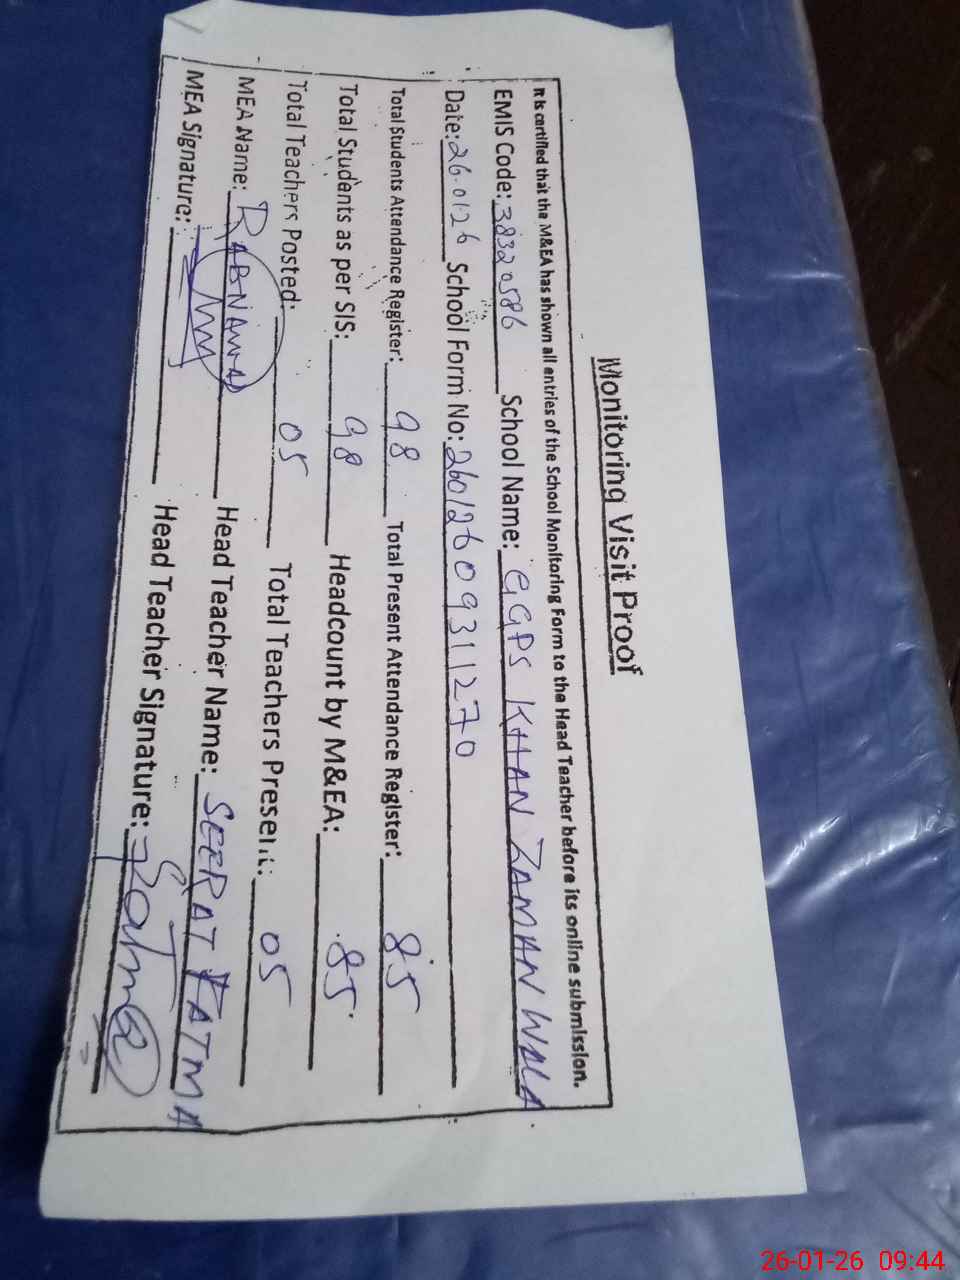 Monitoring Visit Proof
It is certified that the M&EA has shown all entries of the School Monitoring Form to the Head Teacher before its online submission.
EMIS Code: 38320586 School Name: GGPS KHAN ZAMAN WALA
Date: 26.01.26 School Form No: 26012609311270
Total Students Attendance Register: 98 Total Present Attendance Register: 85
Total Students as per SIS: 98 Headcount by M&EA: 85
Total Teachers Posted: 05 Total Teachers Present: 05
MEA Name: RABNAWAZ Head Teacher Name: SEERAT FATMA
MEA Signature: Head Teacher Signature:
26-01-26 09:44